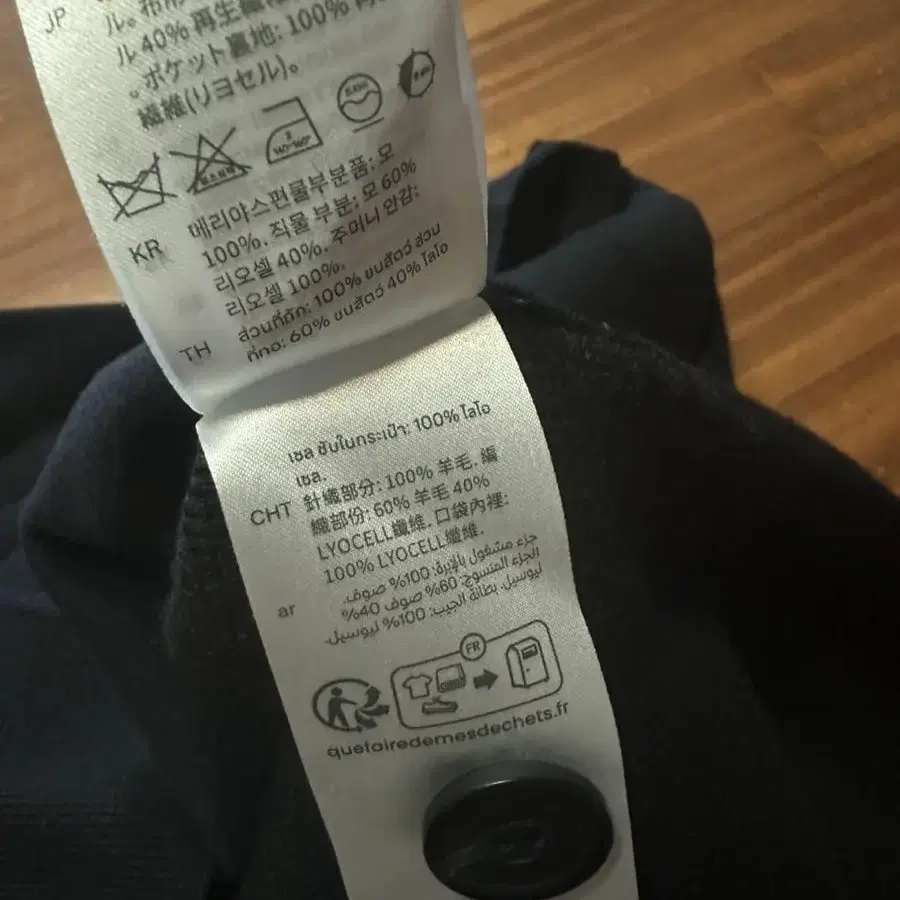 JP
ル 40% 再生繊維
。ポケット裏地: 100% 再
繊維(リヨセル)。
KR
메리야스편물부분품: 모
100%. 직물 부분: 모 60%
리오셀 40%. 주머니 안감:
리오셀 100%.
TH
ส่วนที่ถัก: 100% ขนสัตว์ ส่วน
ที่ทอ: 60% ขนสัตว์ 40% ไลโอ
เซล ซับในกระเป๋า: 100% ไลโอ
เซล.
CHT
針織部分: 100% 羊毛. 編
織部份: 60% 羊毛 40%
LYOCELL纖維. 口袋內裡:
100% LYOCELL纖維.
ar
جزء مشغول بالإبرة: 100% صوف.
الجزء المنسوج: 60% صوف 40%
ليوسيل. بطانة الجيب: 100% ليوسيل.
FR
quefairedemesdechets.fr